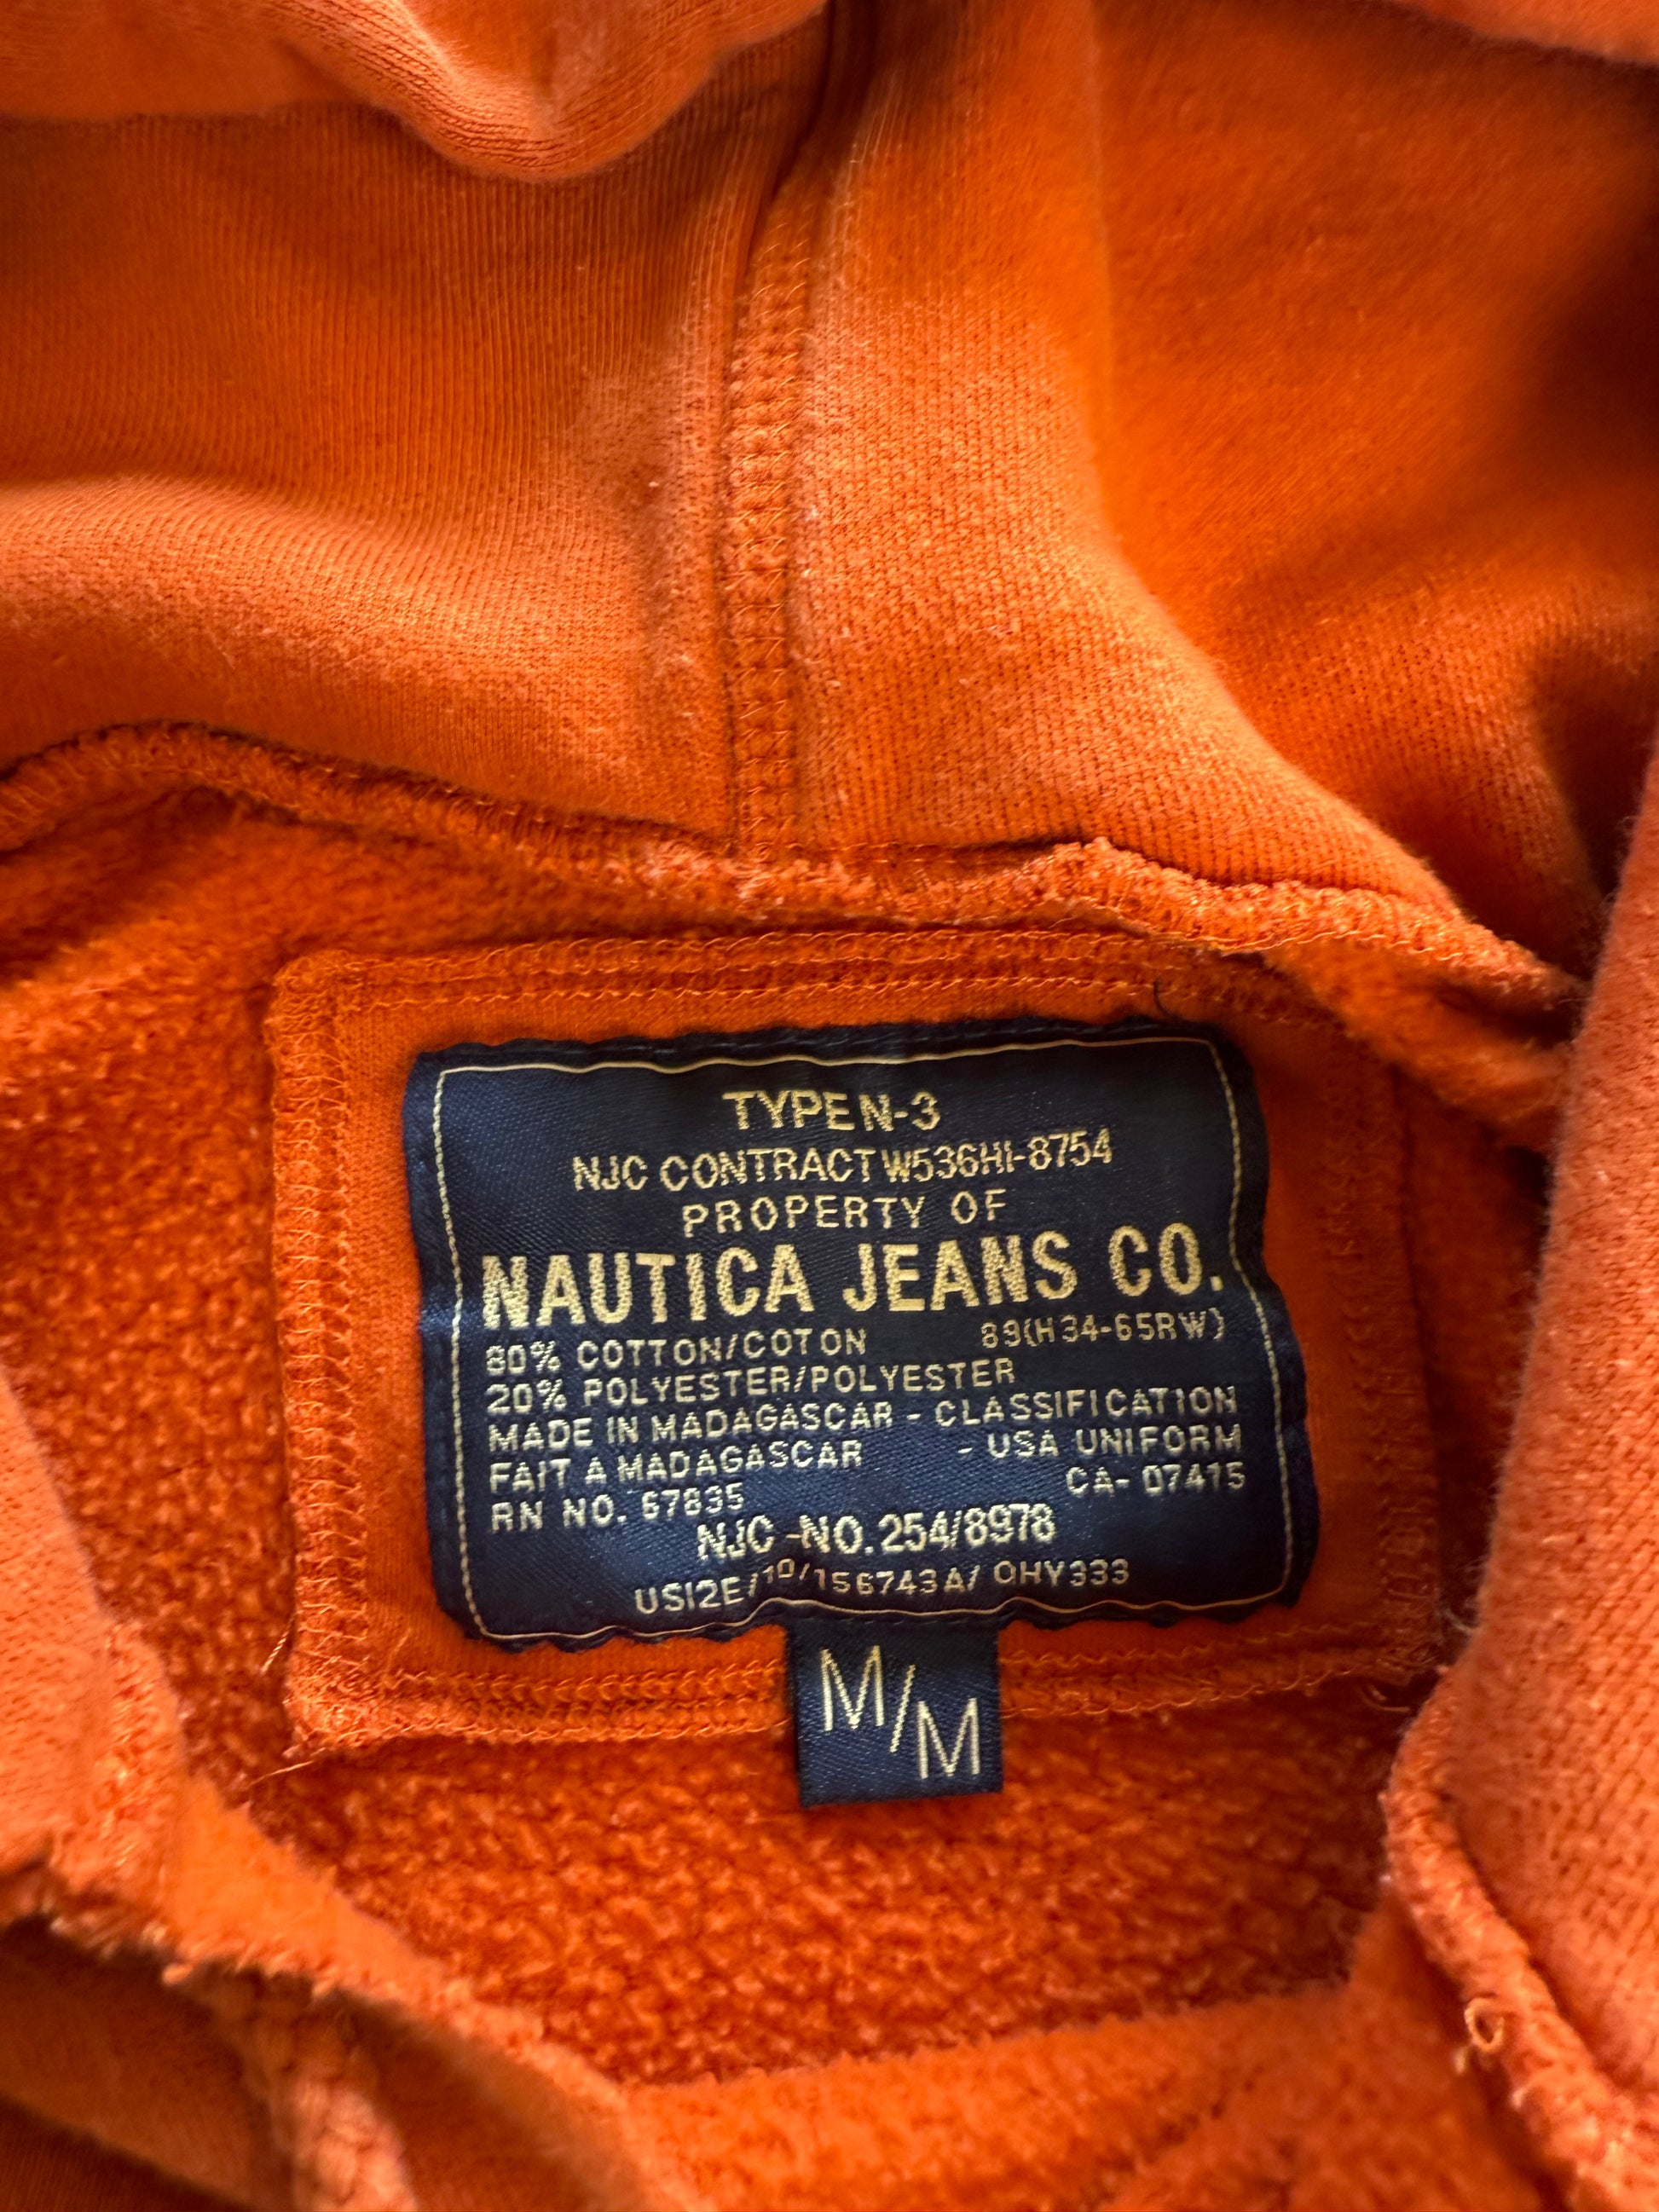 TYPE N-3
NJC CONTRACT W536HI-8754
PROPERTY OF
NAUTICA JEANS CO.
80% COTTON/COTON 89(H34-65RW)
20% POLYESTER/POLYESTER
MADE IN MADAGASCAR - CLASSIFICATION
FAIT A MADAGASCAR - USA UNIFORM
RN NO. 67835 CA- 07415
NJC -NO. 254/8978
USI2E/10/156743A/ OHY333
M/M